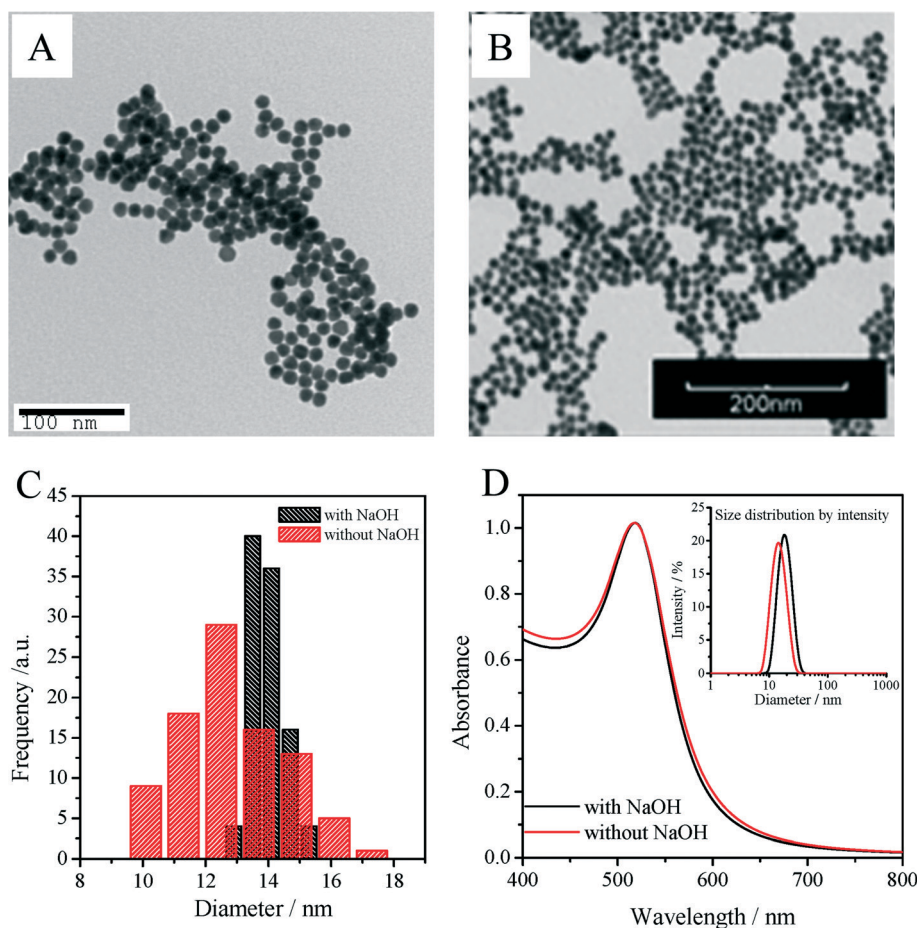 A
B
100 nm
200nm
C
with NaOH
without NaOH
45
40
35
30
25
20
15
10
5
0
Frequency /a.u.
8 10 12 14 16 18
Diameter / nm
D
1.0
0.8
0.6
0.4
0.2
0.0
Absorbance
with NaOH
without NaOH
400 500 600 700 800
Wavelength / nm
Size distribution by intensity
25
20
15
10
5
0
Intensity / %
1 10 100 1000
Diameter / nm